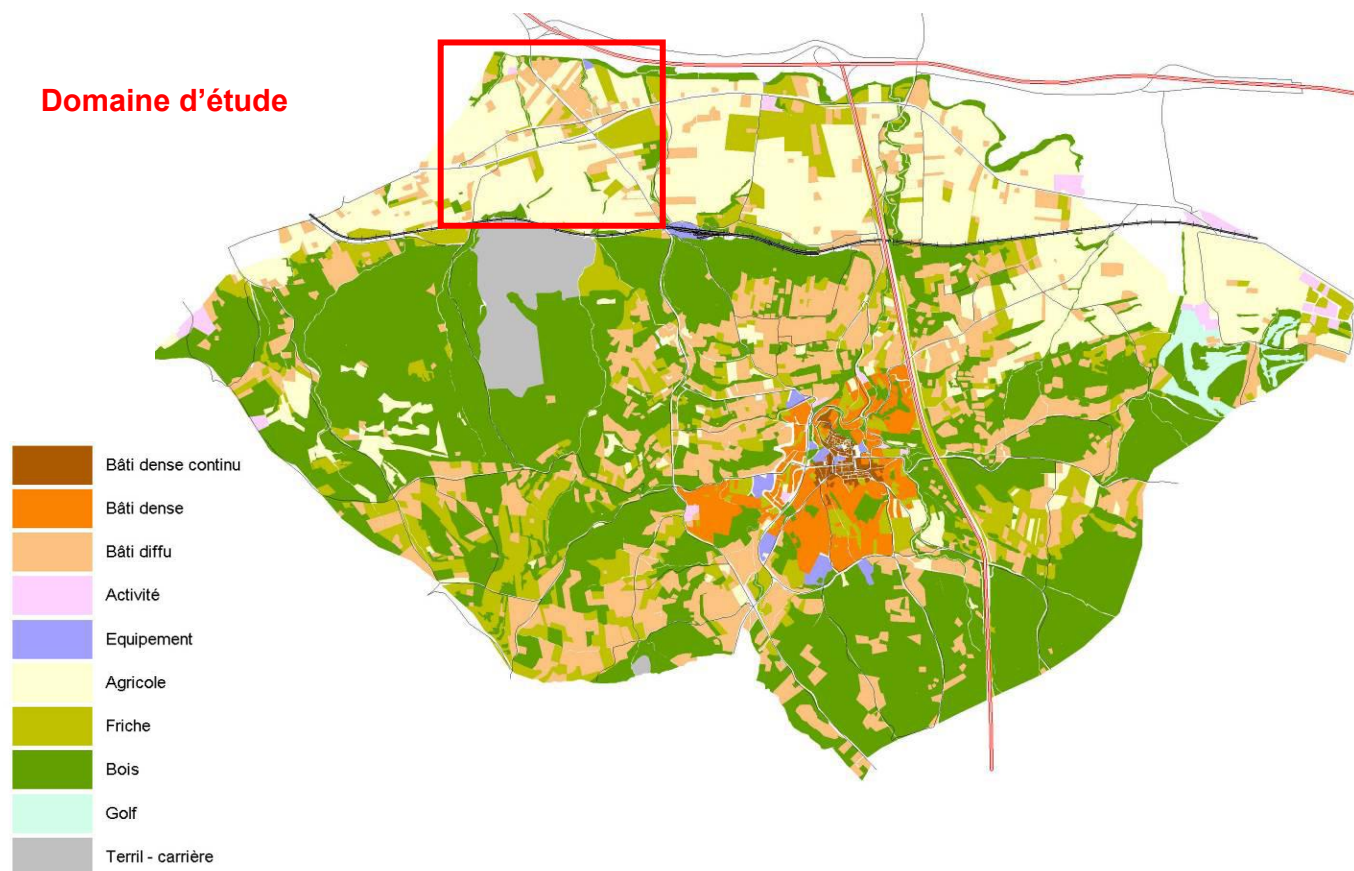 Domaine d’étude
Bâti dense continu
Bâti dense
Bâti diffu
Activité
Equipement
Agricole
Friche
Bois
Golf
Terril - carrière